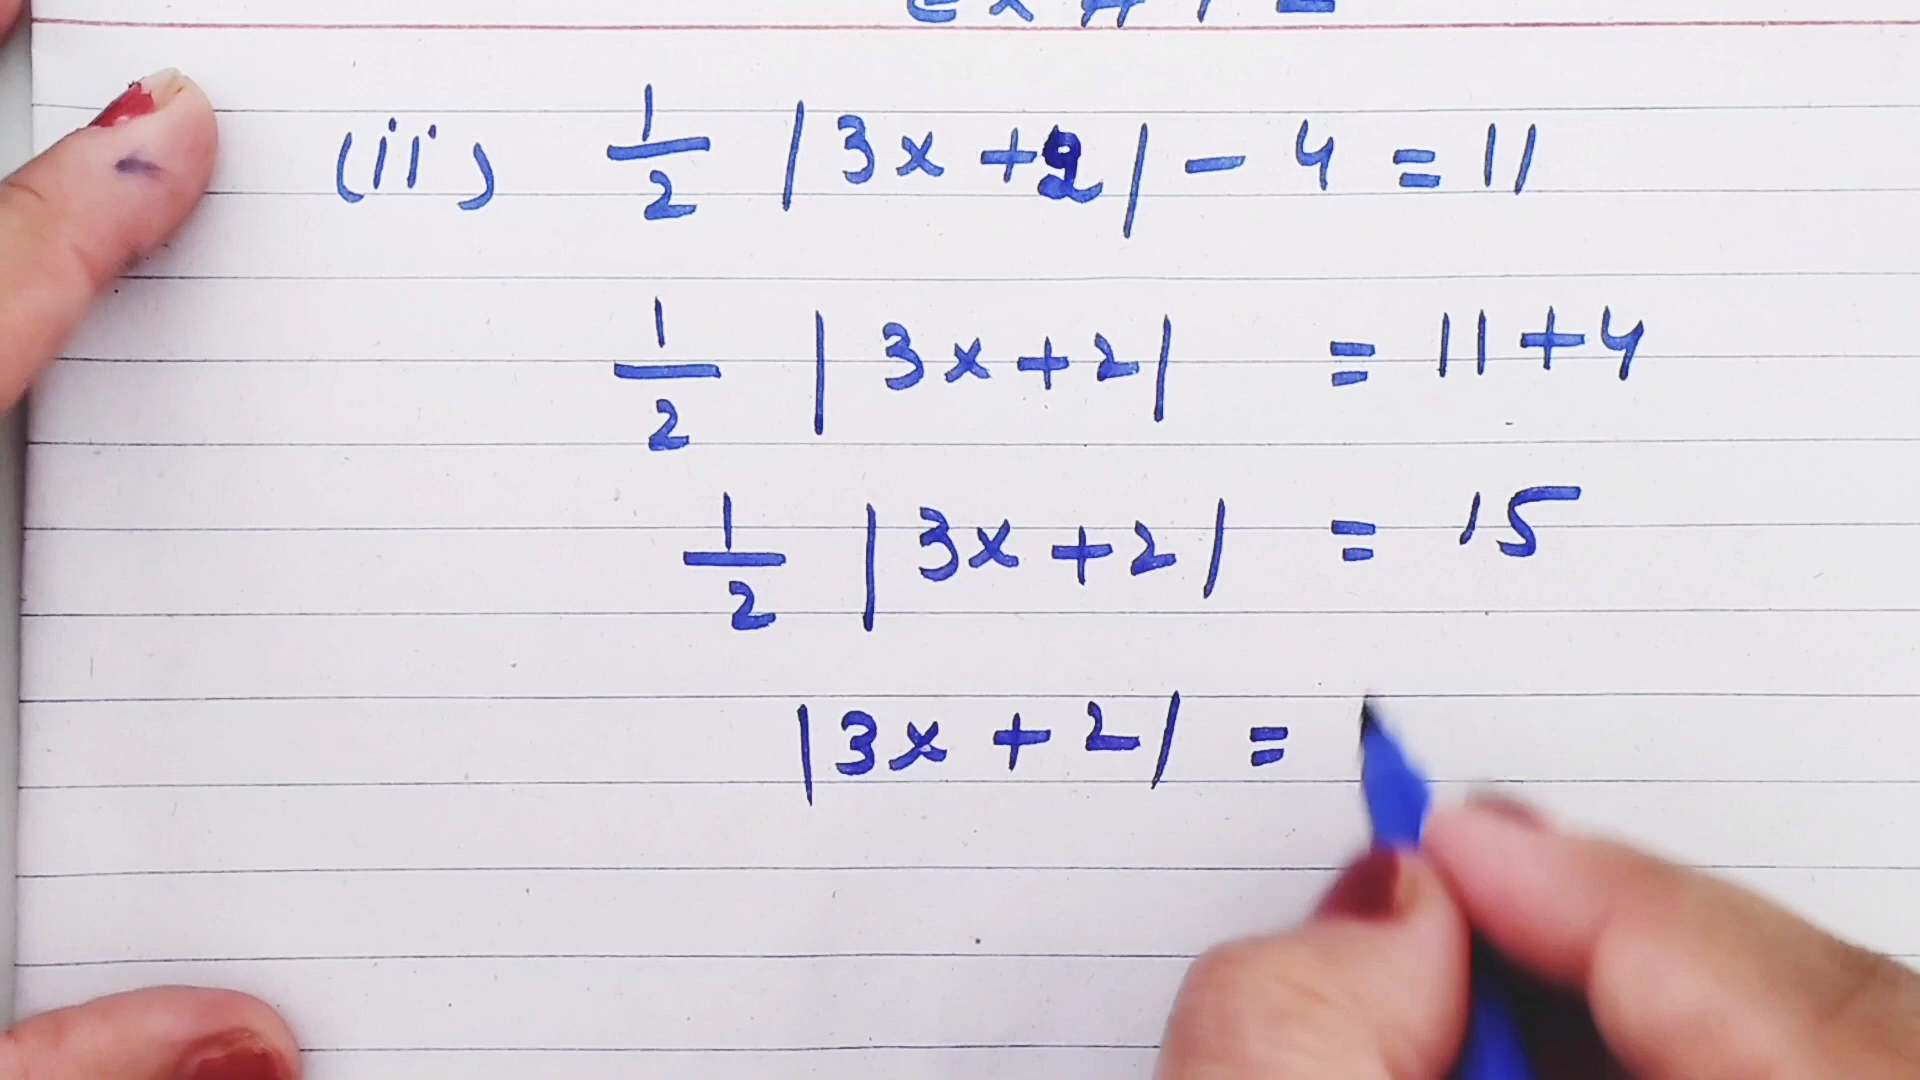 (ii) 1/2 |3x+2| - 4 = 11
1/2 |3x+2| = 11+4
1/2 |3x+2| = 15
|3x+2| =